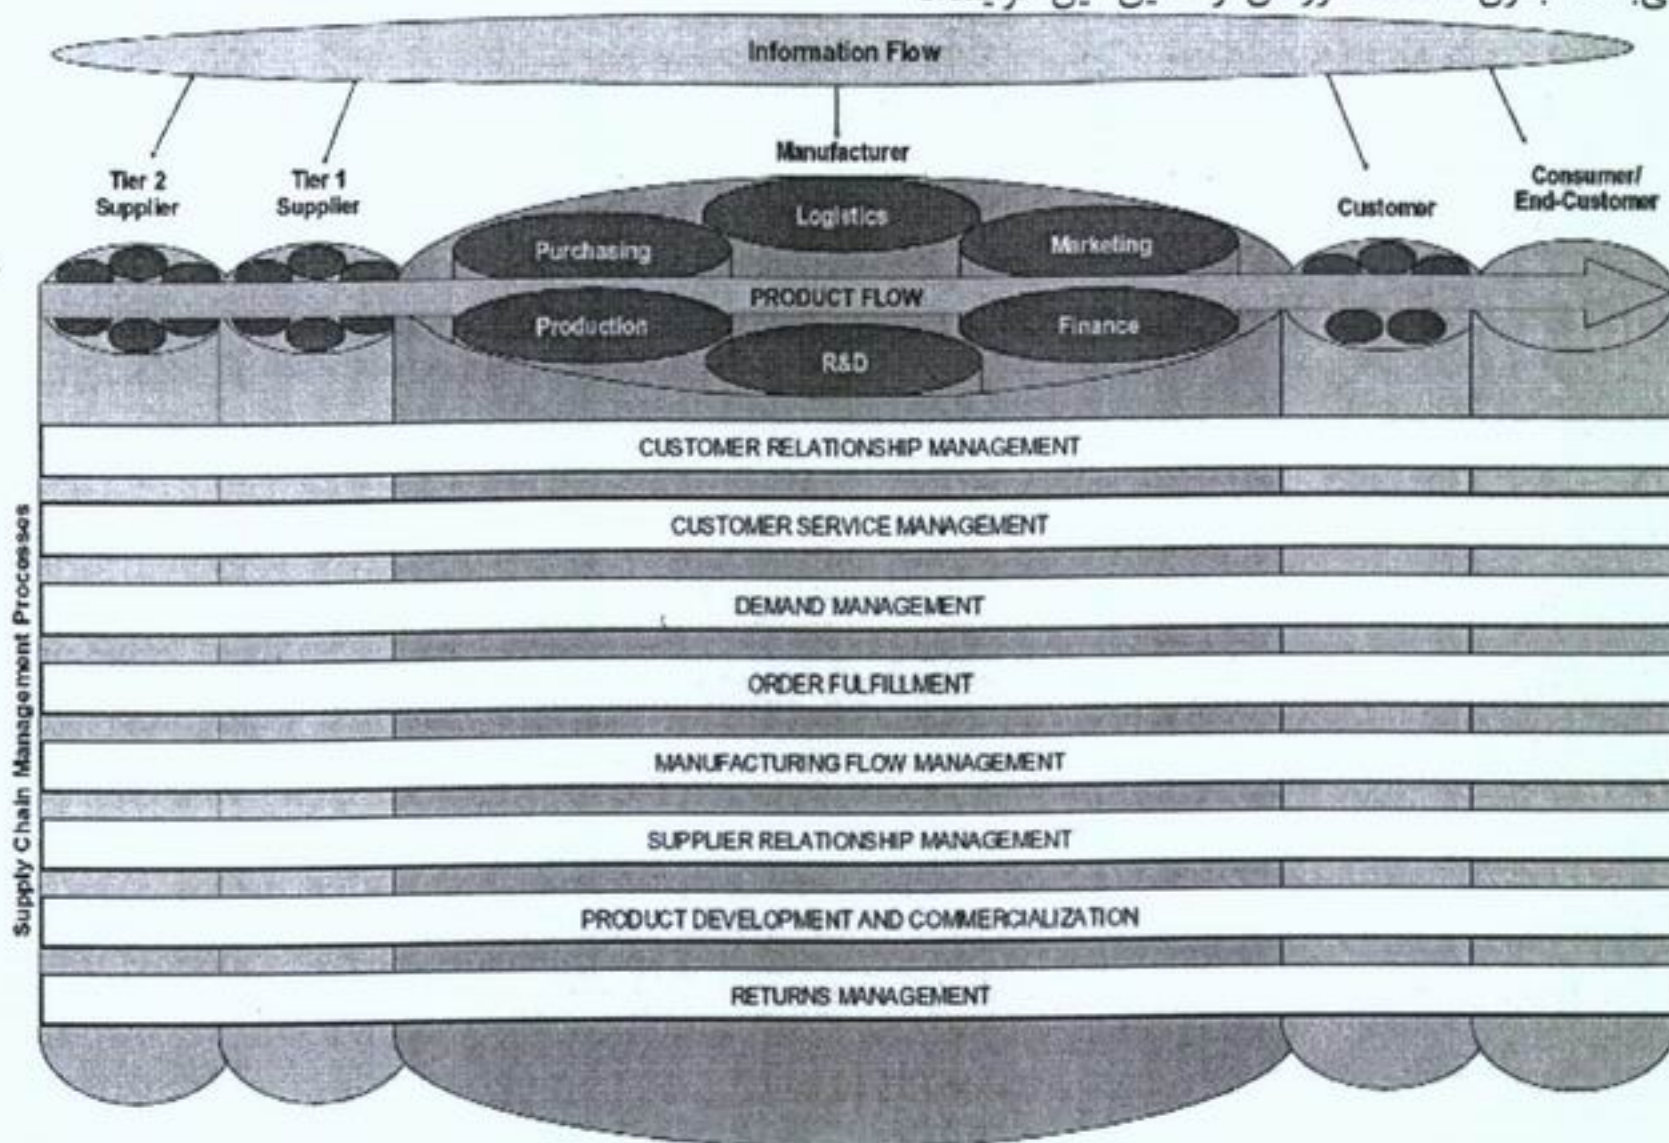 Information Flow
Manufacturer
Tier 2
Supplier
Tier 1
Supplier
Customer
Consumer/
End-Customer
Logistics
Purchasing
Marketing
PRODUCT FLOW
Production
Finance
R&D
Supply Chain Management Processes
CUSTOMER RELATIONSHIP MANAGEMENT
CUSTOMER SERVICE MANAGEMENT
DEMAND MANAGEMENT
ORDER FULFILLMENT
MANUFACTURING FLOW MANAGEMENT
SUPPLIER RELATIONSHIP MANAGEMENT
PRODUCT DEVELOPMENT AND COMMERCIALIZATION
RETURNS MANAGEMENT